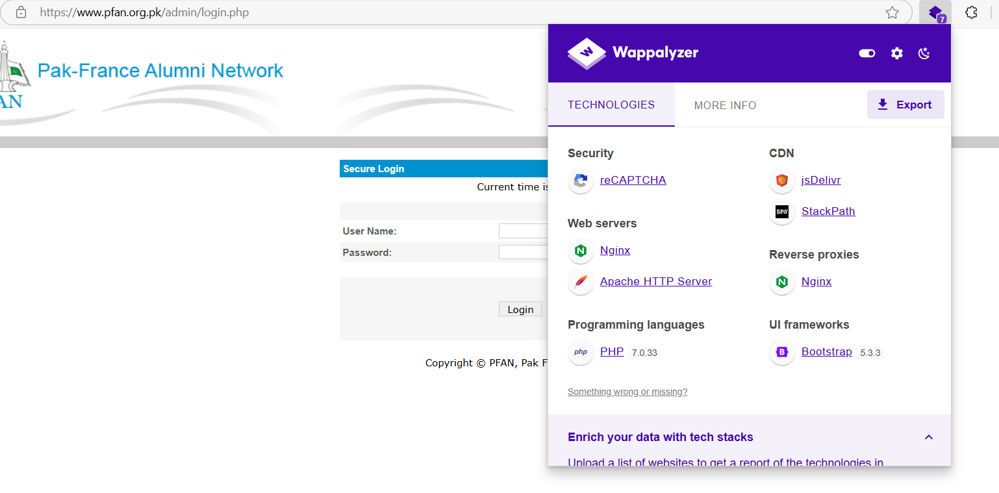 https://www.pfan.org.pk/admin/login.php
7
Pak-France Alumni Network
AN
Secure Login
Current time is
User Name:
Password:
Login
Copyright © PFAN, Pak F
W
Wappalyzer
TECHNOLOGIES
MORE INFO
Export
Security
reCAPTCHA
Web servers
Nginx
Apache HTTP Server
Programming languages
php
PHP 7.0.33
CDN
jsDelivr
SP//
StackPath
Reverse proxies
Nginx
UI frameworks
B
Bootstrap 5.3.3
Something wrong or missing?
Enrich your data with tech stacks
Upload a list of websites to get a report of the technologies in